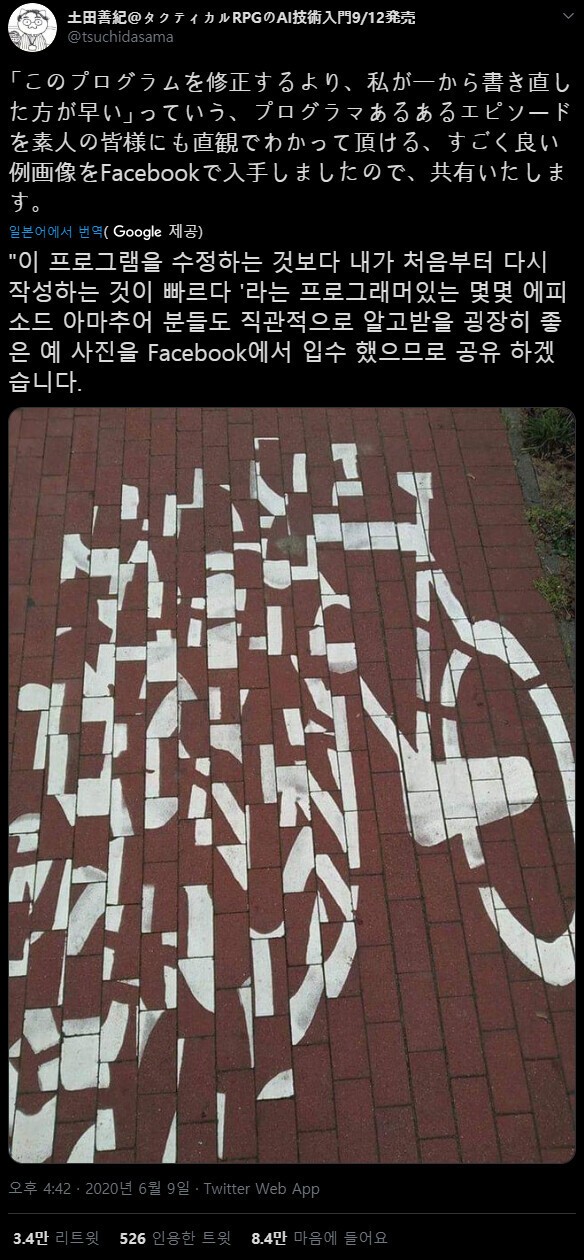 土田善紀@タクティカルRPGのAI技術入門9/12発売
@tsuchidasama
「このプログラムを修正するより、私が一から書き直し
た方が早い」っていう、プログラマあるあるエピソード
を素人の皆様にも直観でわかって頂ける、すごく良い
例画像をFacebookで入手しましたので、共有いたしま
す。
일본어에서 번역( Google 제공)
"이 프로그램을 수정하는 것보다 내가 처음부터 다시
작성하는 것이 빠르다 '라는 프로그래머있는 몇몇 에피
소드 아마추어 분들도 직관적으로 알고받을 굉장히 좋
은 예 사진을 Facebook에서 입수 했으므로 공유 하겠
습니다.
오후 4:42 · 2020년 6월 9일 · Twitter Web App
3.4만 리트윗 526 인용한 트윗 8.4만 마음에 들어요